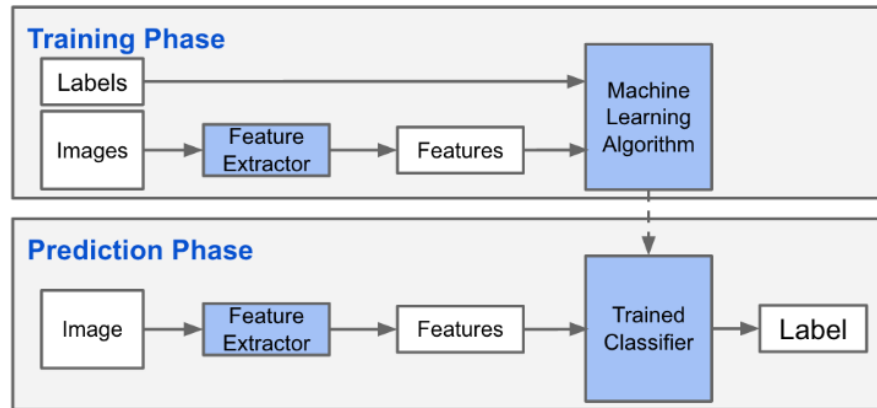 Training Phase
Labels
Machine
Learning
Algorithm
Images
Feature
Extractor
Features
Prediction Phase
Image
Feature
Extractor
Features
Trained
Classifier
Label